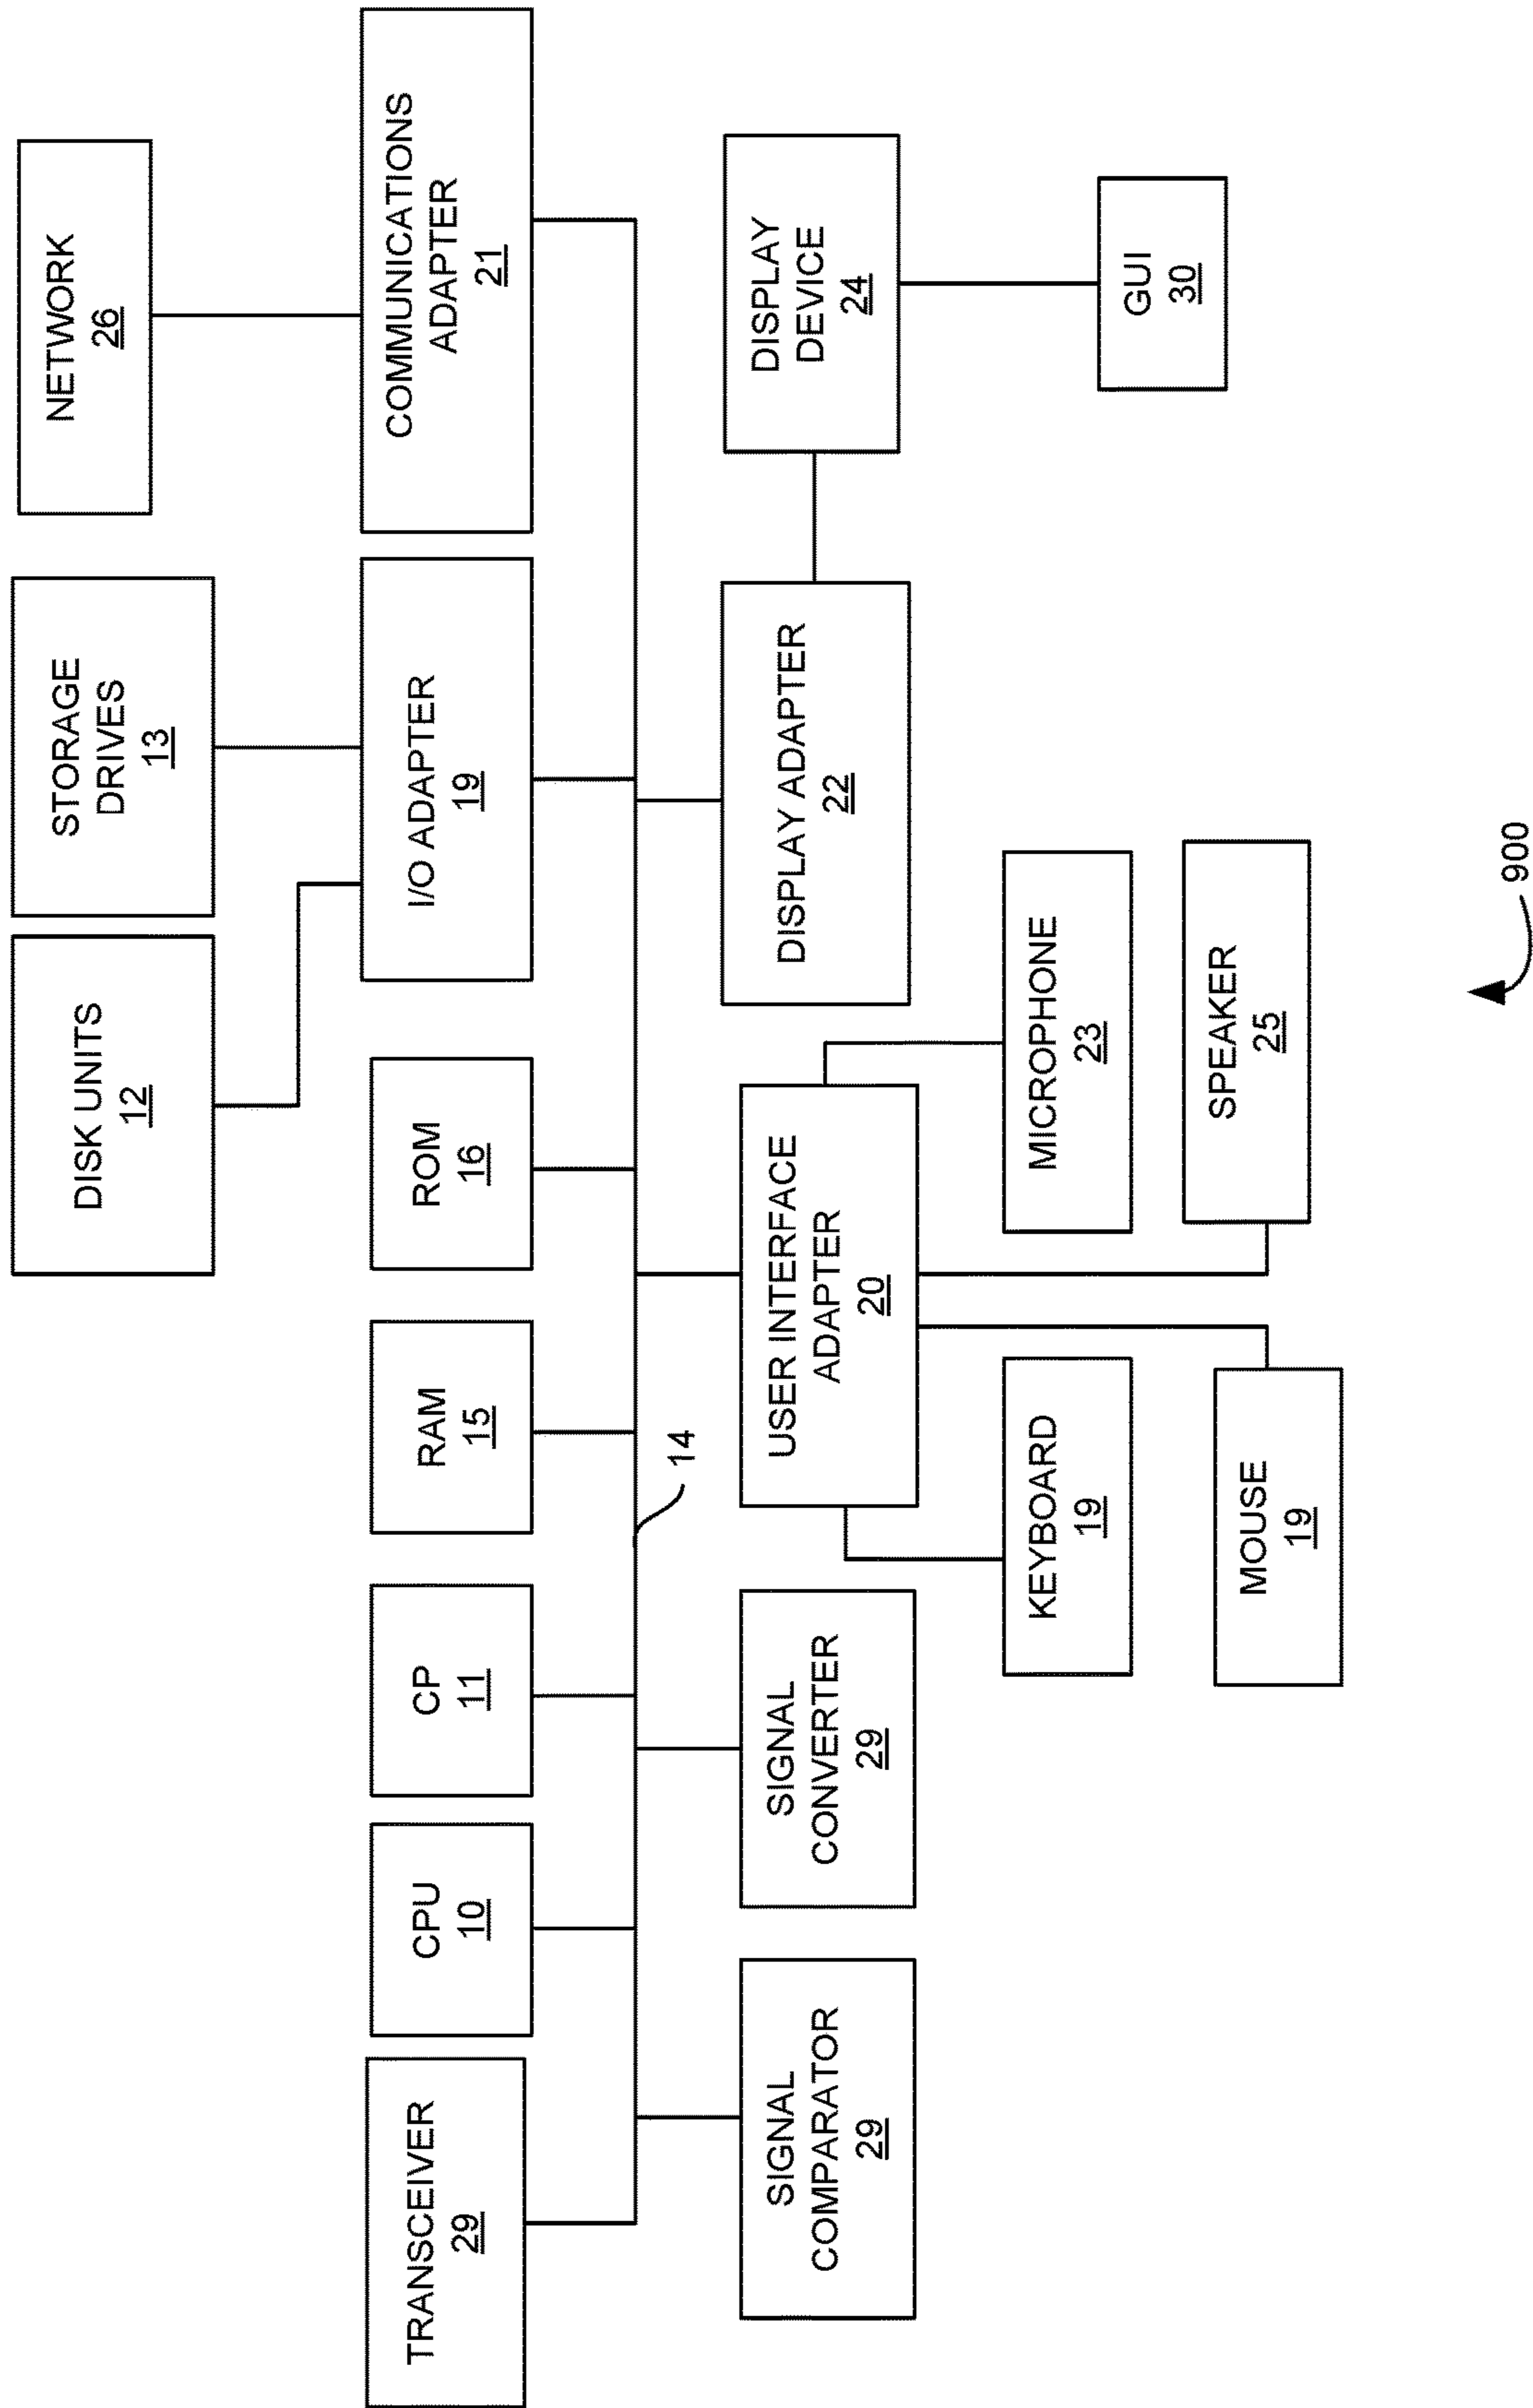 DISK UNITS
12
STORAGE
DRIVES
13
NETWORK
26
TRANSCEIVER
29
CPU
10
CP
11
RAM
15
ROM
16
I/O ADAPTER
19
COMMUNICATIONS
ADAPTER
21
14
SIGNAL
COMPARATOR
29
SIGNAL
CONVERTER
29
USER INTERFACE
ADAPTER
20
DISPLAY ADAPTER
22
DISPLAY
DEVICE
24
KEYBOARD
19
MICROPHONE
23
GUI
30
MOUSE
19
SPEAKER
25
900